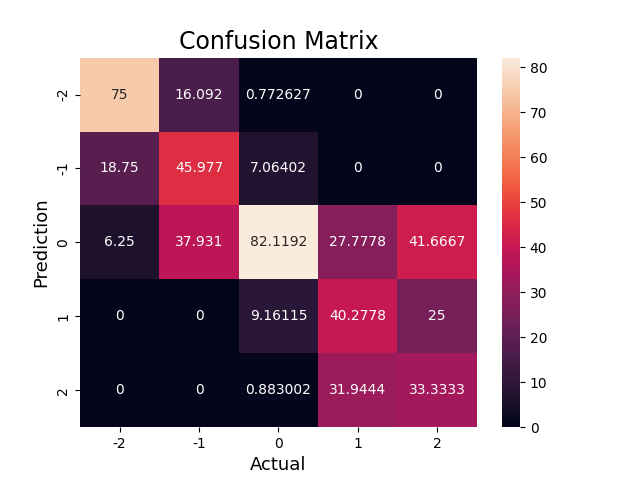 Confusion Matrix
Prediction
-2 75 16.092 0.772627 0 0
-1 18.75 45.977 7.06402 0 0
0 6.25 37.931 82.1192 27.7778 41.6667
1 0 0 9.16115 40.2778 25
2 0 0 0.883002 31.9444 33.3333
-2 -1 0 1 2
Actual
80
70
60
50
40
30
20
10
0